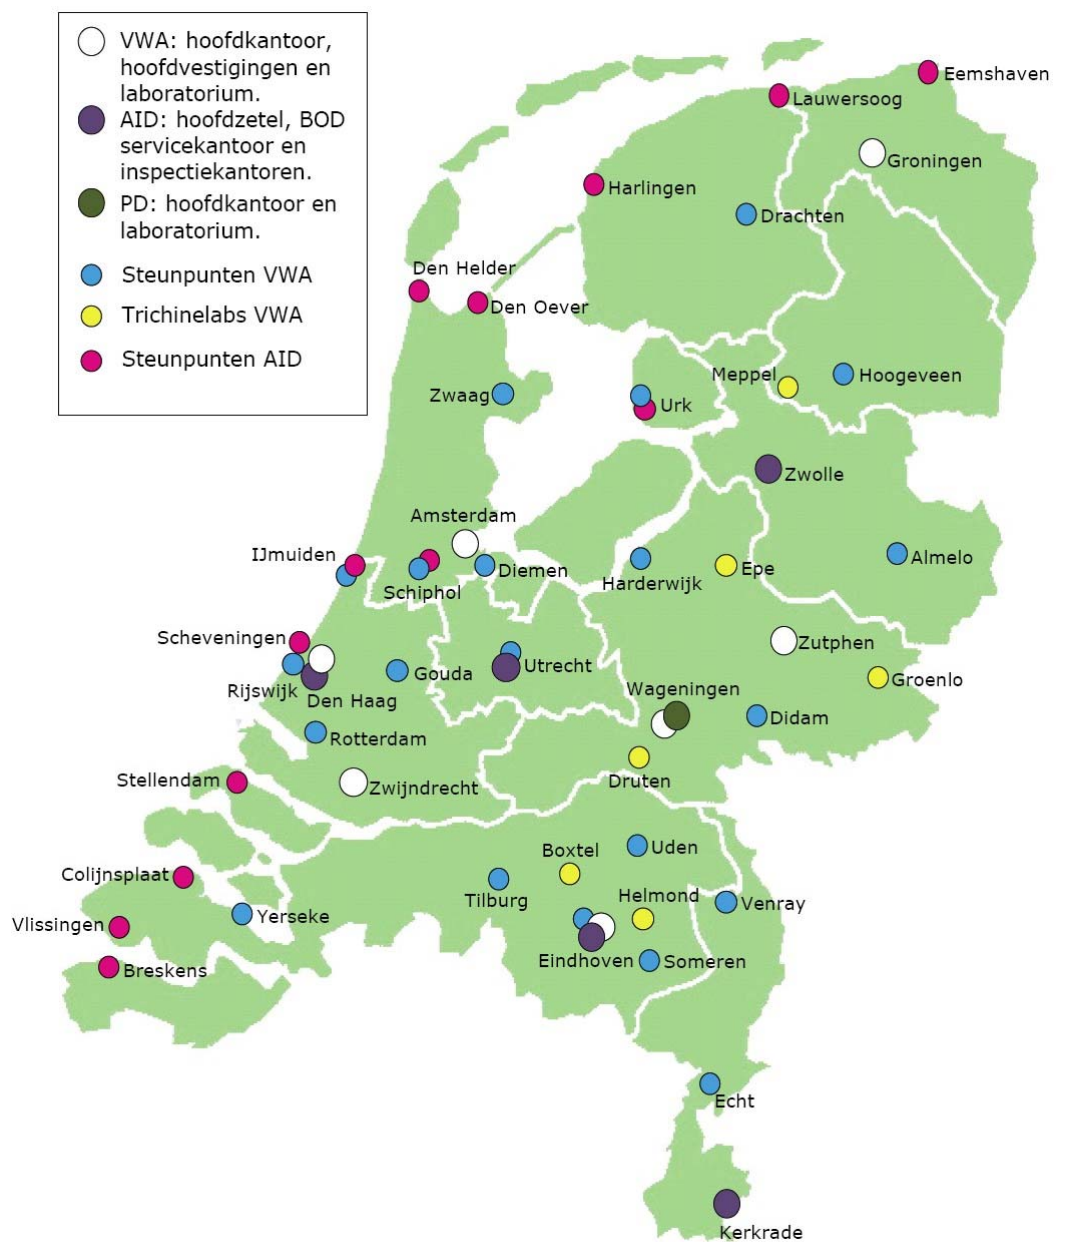 VWA: hoofdkantoor,
hoofdvestigingen en
laboratorium.
AID: hoofdzetel, BOD
servicekantoor en
inspectiekantoren.
PD: hoofdkantoor en
laboratorium.
Steunpunten VWA
Trichinelabs VWA
Steunpunten AID
Eemshaven
Lauwersoog
Groningen
Harlingen
Drachten
Den Helder
Den Oever
Meppel
Hoogeveen
Zwaag
Urk
Zwolle
Amsterdam
IJmuiden
Almelo
Epe
Diemen
Harderwijk
Schiphol
Scheveningen
Zutphen
Utrecht
Gouda
Groenlo
Rijswijk
Wageningen
Den Haag
Didam
Rotterdam
Stellendam
Druten
Zwijndrecht
Uden
Boxtel
Colijnsplaat
Helmond
Tilburg
Venray
Yerseke
Vlissingen
Eindhoven
Someren
Breskens
Echt
Kerkrade